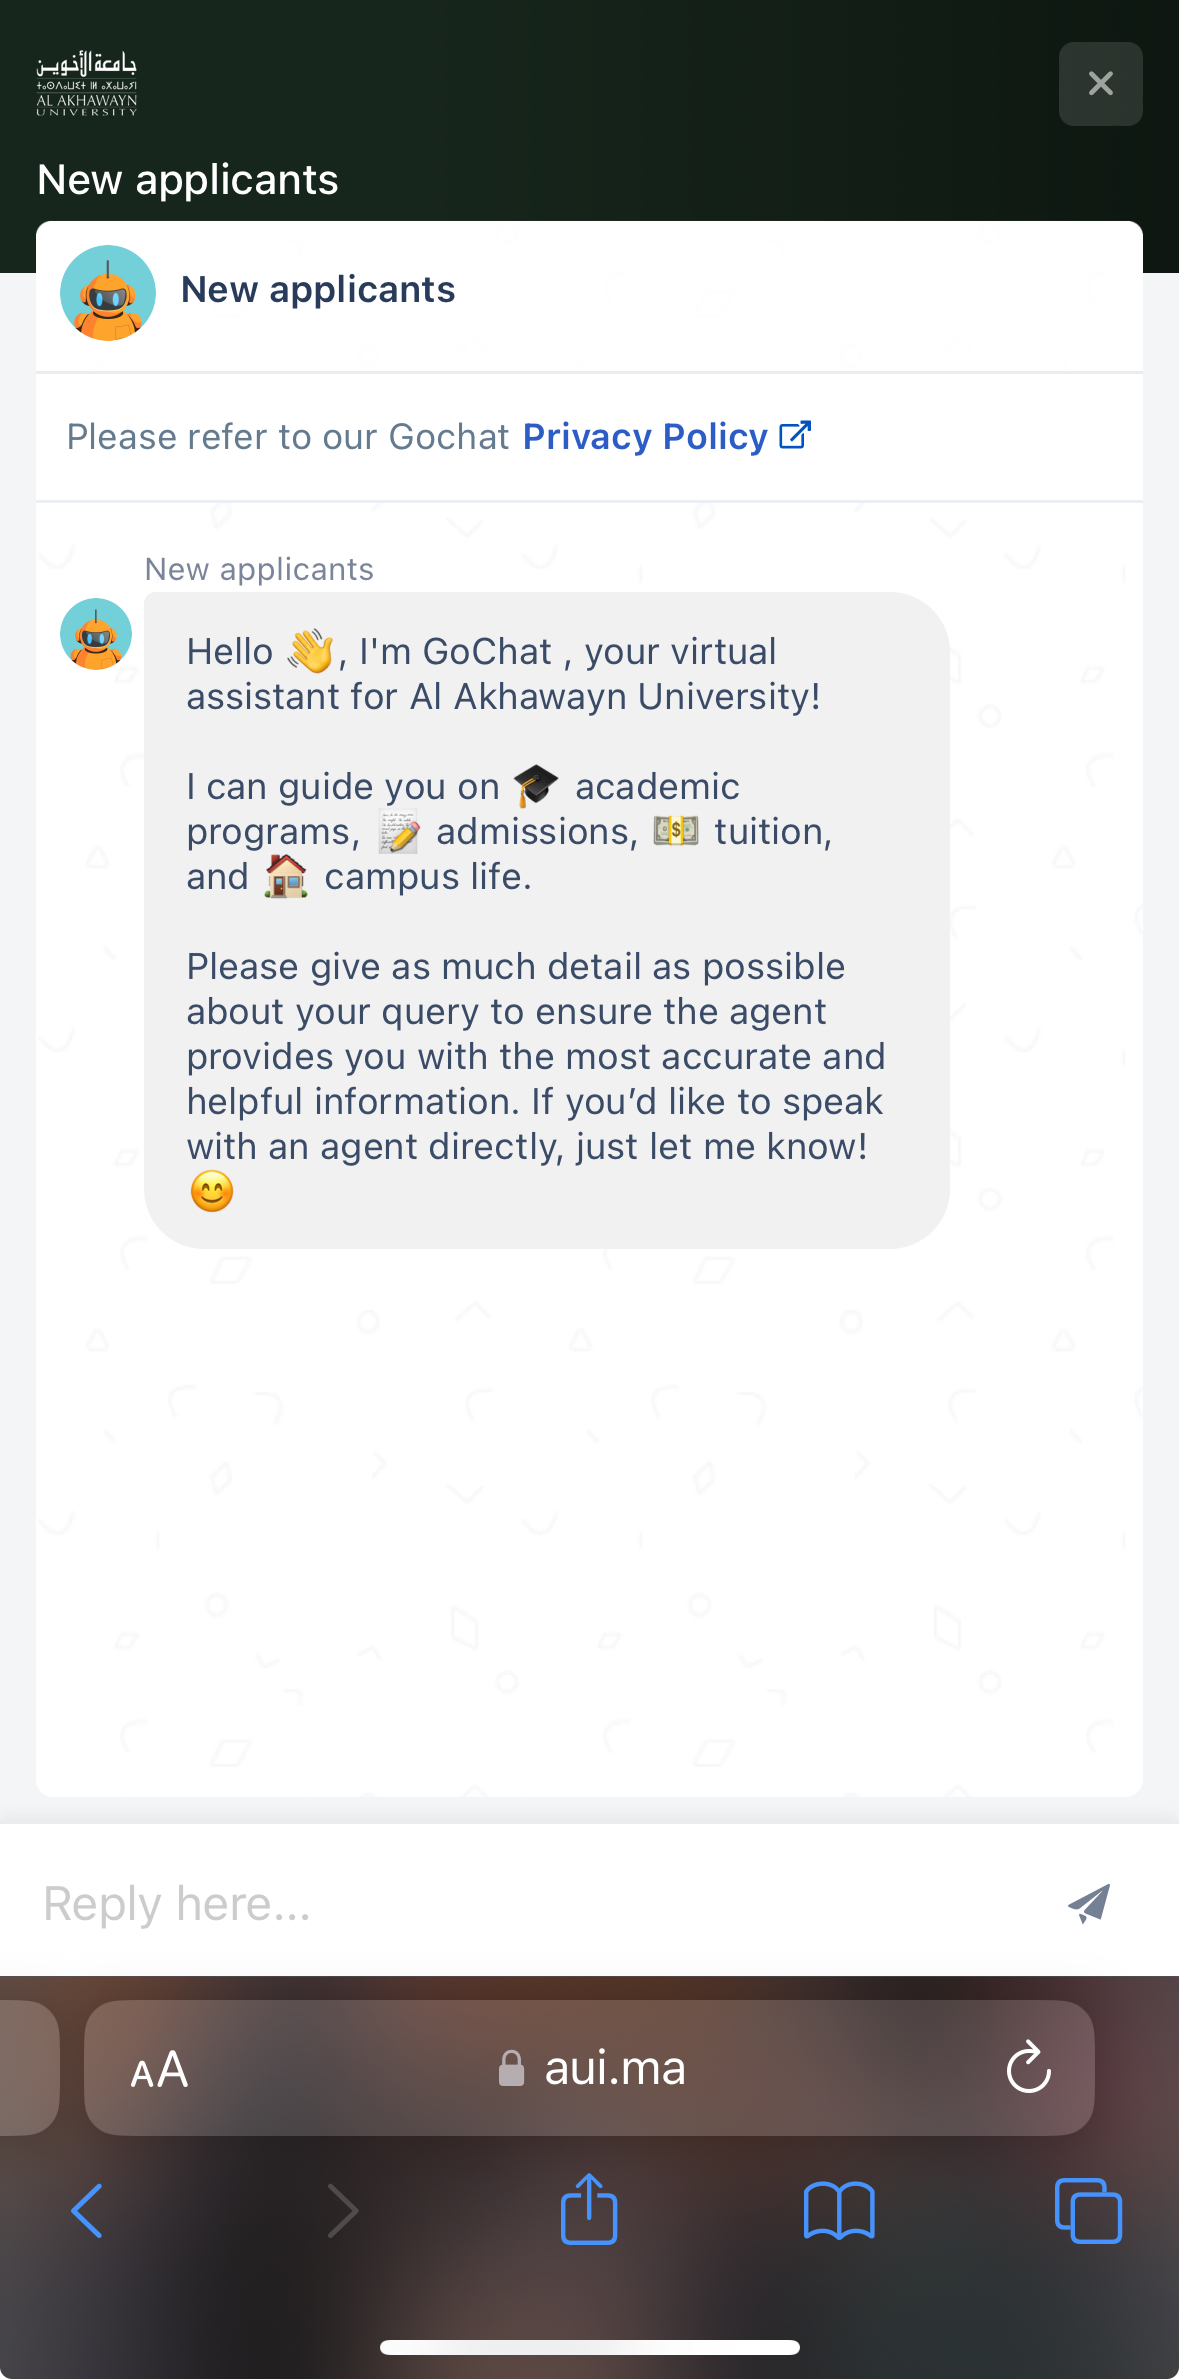 جامعة الأخوين
ⵜⴰⵙⴷⴰⵡⵉⵜ ⵏ ⴰⵅⴰⵡⴰⵢⵏ
AL AKHAWAYN
UNIVERSITY
New applicants
New applicants
Please refer to our Gochat Privacy Policy
New applicants
Hello 👋, I'm GoChat , your virtual
assistant for Al Akhawayn University!
I can guide you on 🎓 academic
programs, 📝 admissions, 💵 tuition,
and 🏠 campus life.
Please give as much detail as possible
about your query to ensure the agent
provides you with the most accurate and
helpful information. If you’d like to speak
with an agent directly, just let me know!
😊
Reply here...
AA
aui.ma